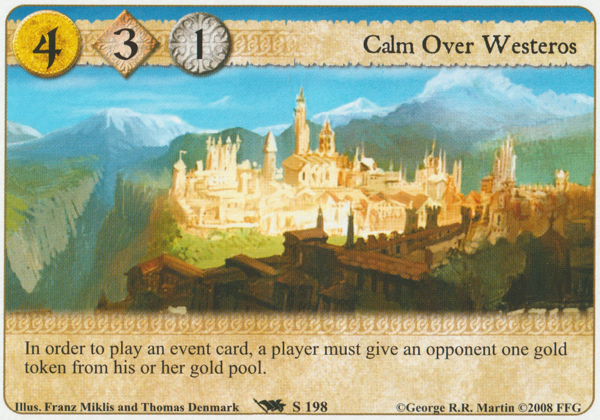 4 3 1 Calm Over Westeros
In order to play an event card, a player must give an opponent one gold
token from his or her gold pool.
Illus. Franz Miklis and Thomas Denmark S 198 ©George R.R. Martin ©2008 FFG